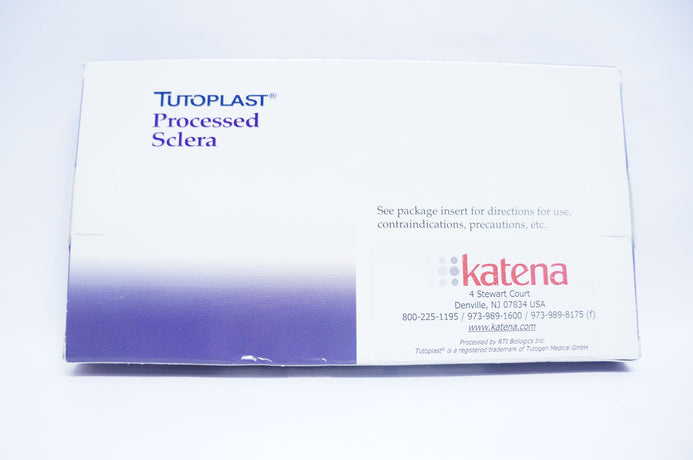 TUTOPLAST®
Processed
Sclera
See package insert for directions for use,
contraindications, precautions, etc.
katena
4 Stewart Court
Denville, NJ 07834 USA
800-225-1195 / 973-989-1600 / 973-989-8175 (f)
www.katena.com
Processed by RTI Biologics Inc.
Tutoplast® is a registered trademark of Tutogen Medical GmbH